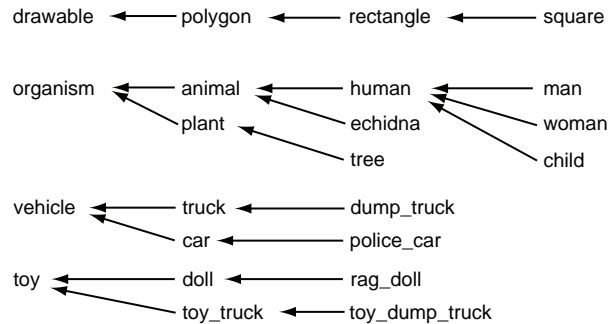 drawable polygon rectangle square
organism animal human man
plant echidna woman
tree child
vehicle truck dump_truck
car police_car
toy doll rag_doll
toy_truck toy_dump_truck